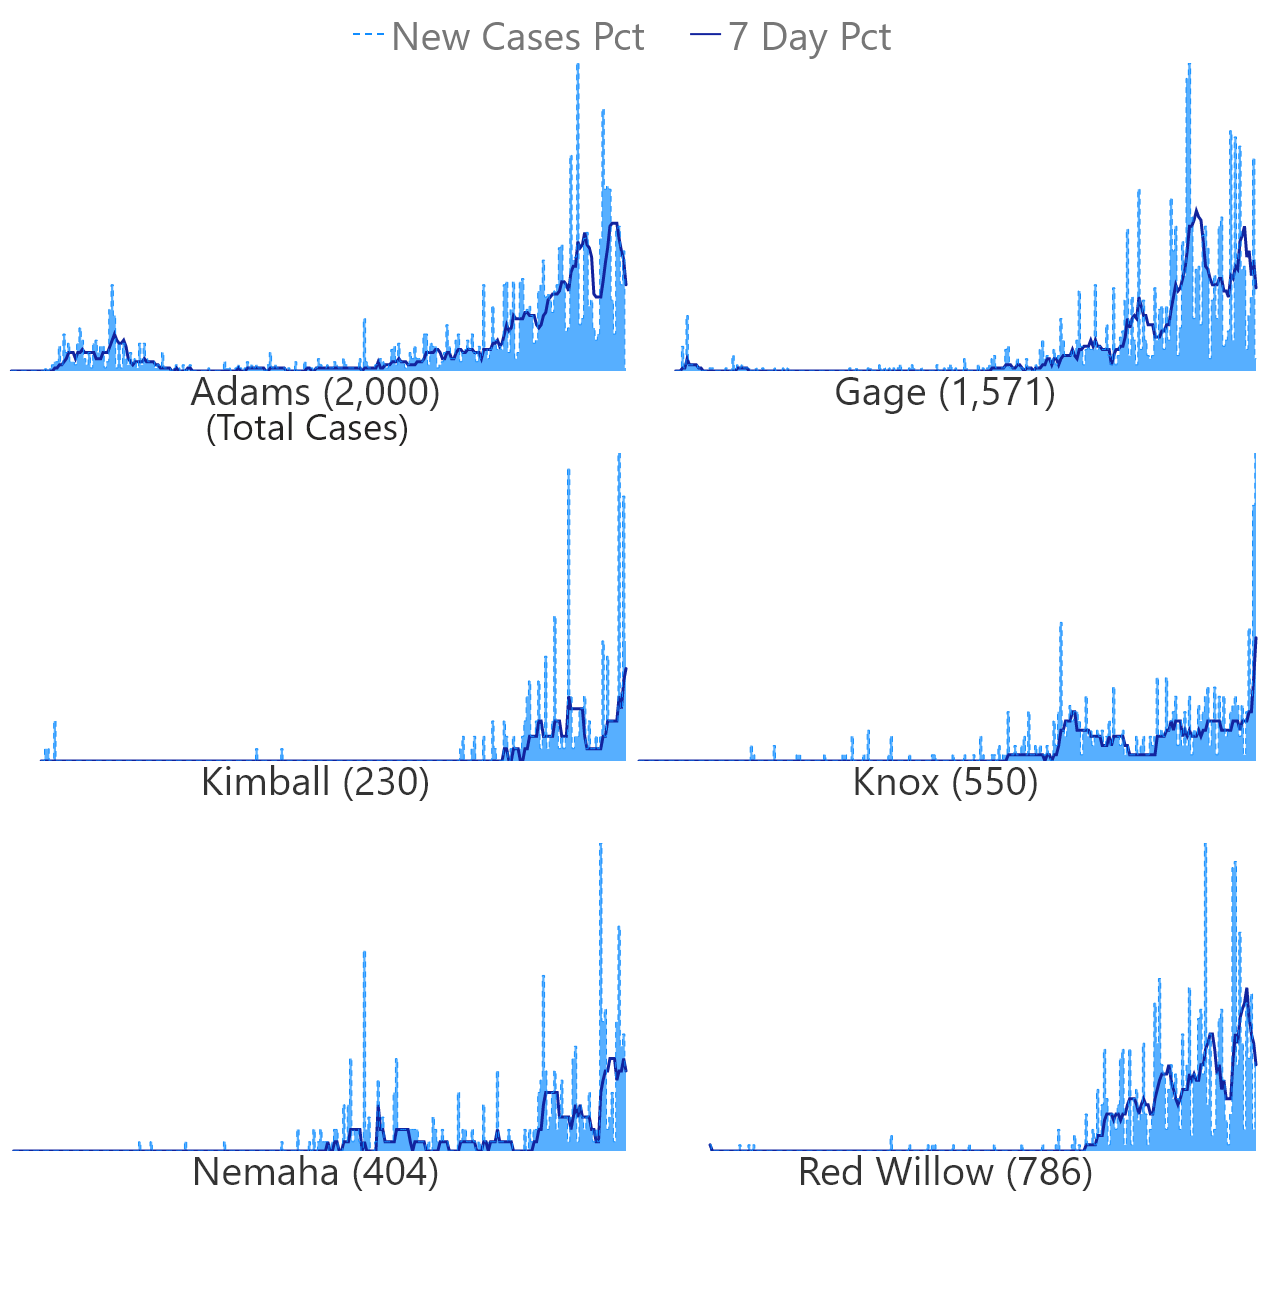 New Cases Pct 7 Day Pct
Adams (2,000) Gage (1,571)
(Total Cases)
Kimball (230) Knox (550)
Nemaha (404) Red Willow (786)